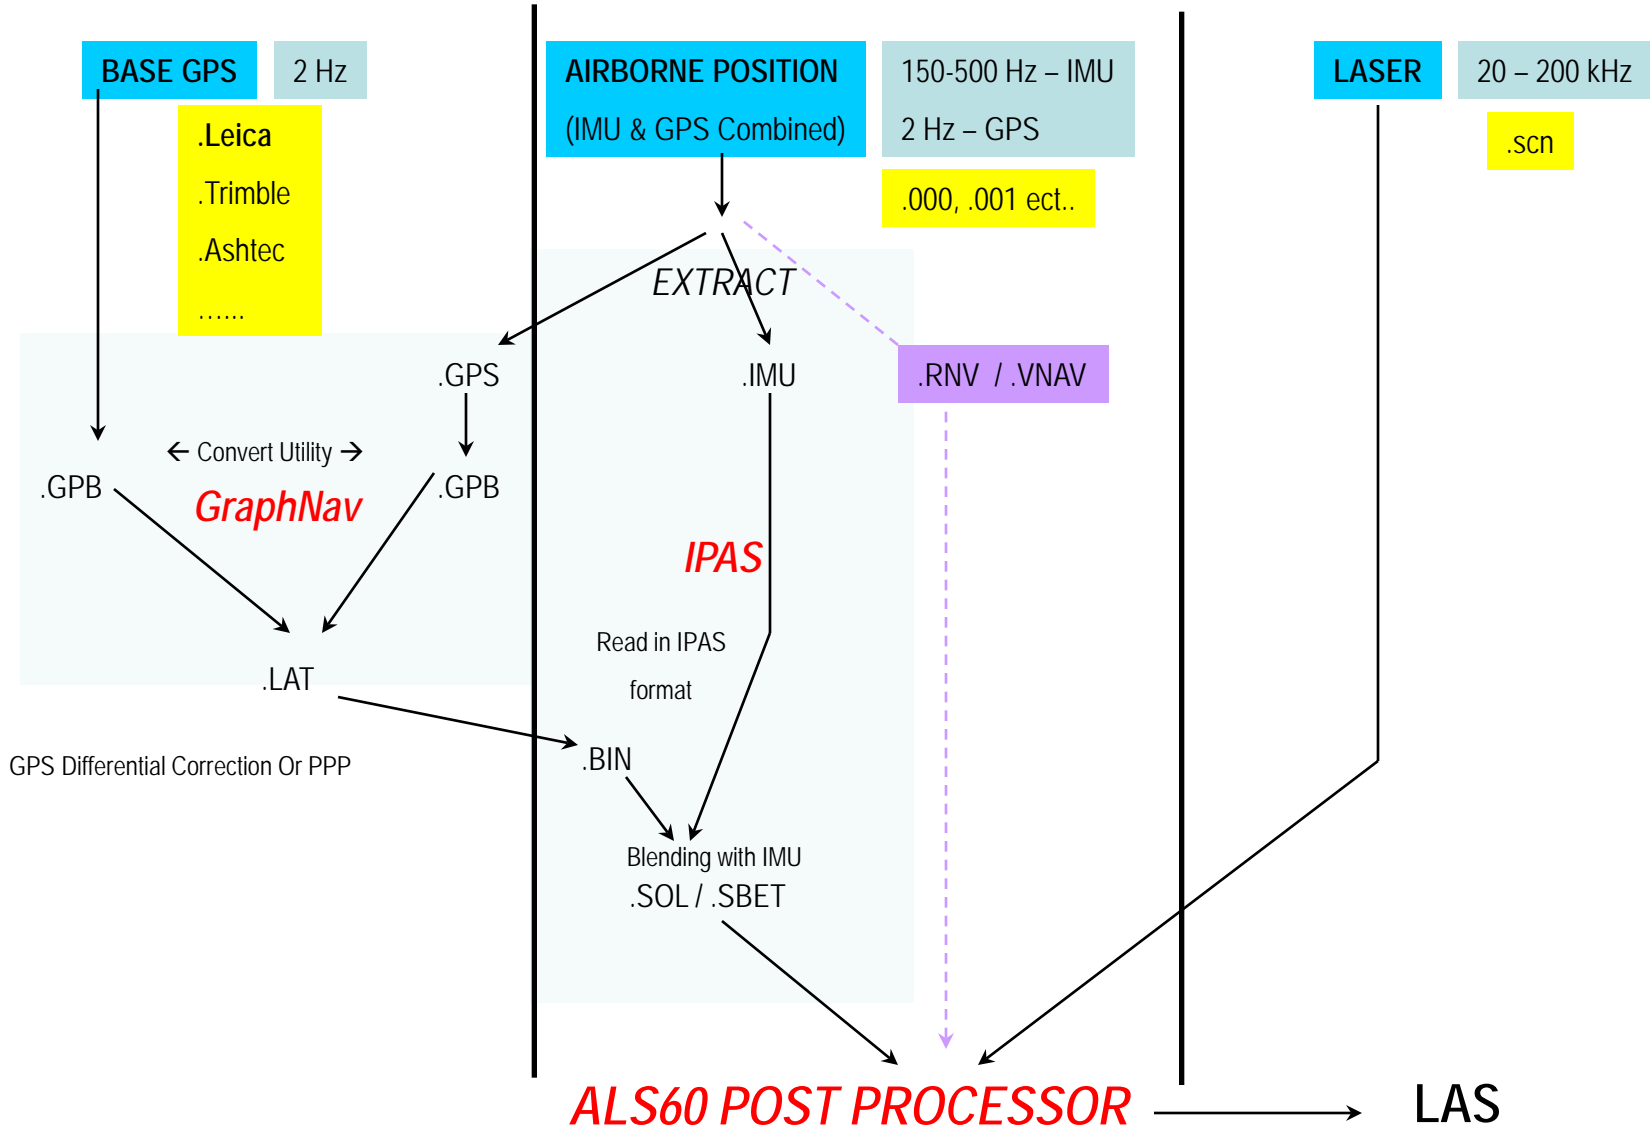 BASE GPS
2 Hz
.Leica
.Trimble
.Ashtec
…...
AIRBORNE POSITION
(IMU & GPS Combined)
150-500 Hz – IMU
2 Hz – GPS
.000, .001 ect..
LASER
20 – 200 kHz
.scn
EXTRACT
.GPS
.IMU
.RNV / .VNAV
← Convert Utility →
.GPB
GraphNav
.GPB
IPAS
Read in IPAS
format
.LAT
.BIN
GPS Differential Correction Or PPP
Blending with IMU
.SOL / .SBET
ALS60 POST PROCESSOR
LAS